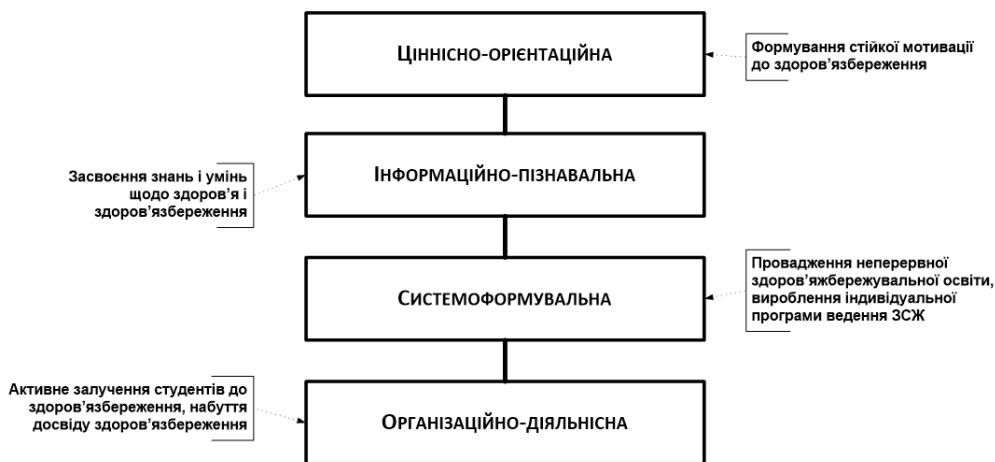 Ціннісно-орієнтаційна
Формування стійкої мотивації
до здоров'язбереження
Інформаційно-пізнавальна
Засвоєння знань і умінь
щодо здоров'я і
здоров'язбереження
Системоформувальна
Провадження неперервної
здоров'яжбережувальної освіти,
вироблення індивідуальної
програми ведення ЗСЖ
Організаційно-діяльнісна
Активне залучення студентів до
здоров'язбереження, набуття
досвіду здоров'язбереження